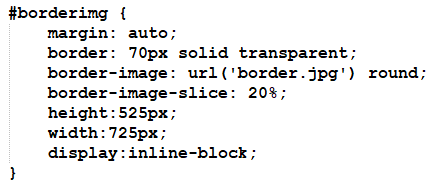 #borderimg {
    margin: auto;
    border: 70px solid transparent;
    border-image: url('border.jpg') round;
    border-image-slice: 20%;
    height:525px;
    width:725px;
    display:inline-block;
}